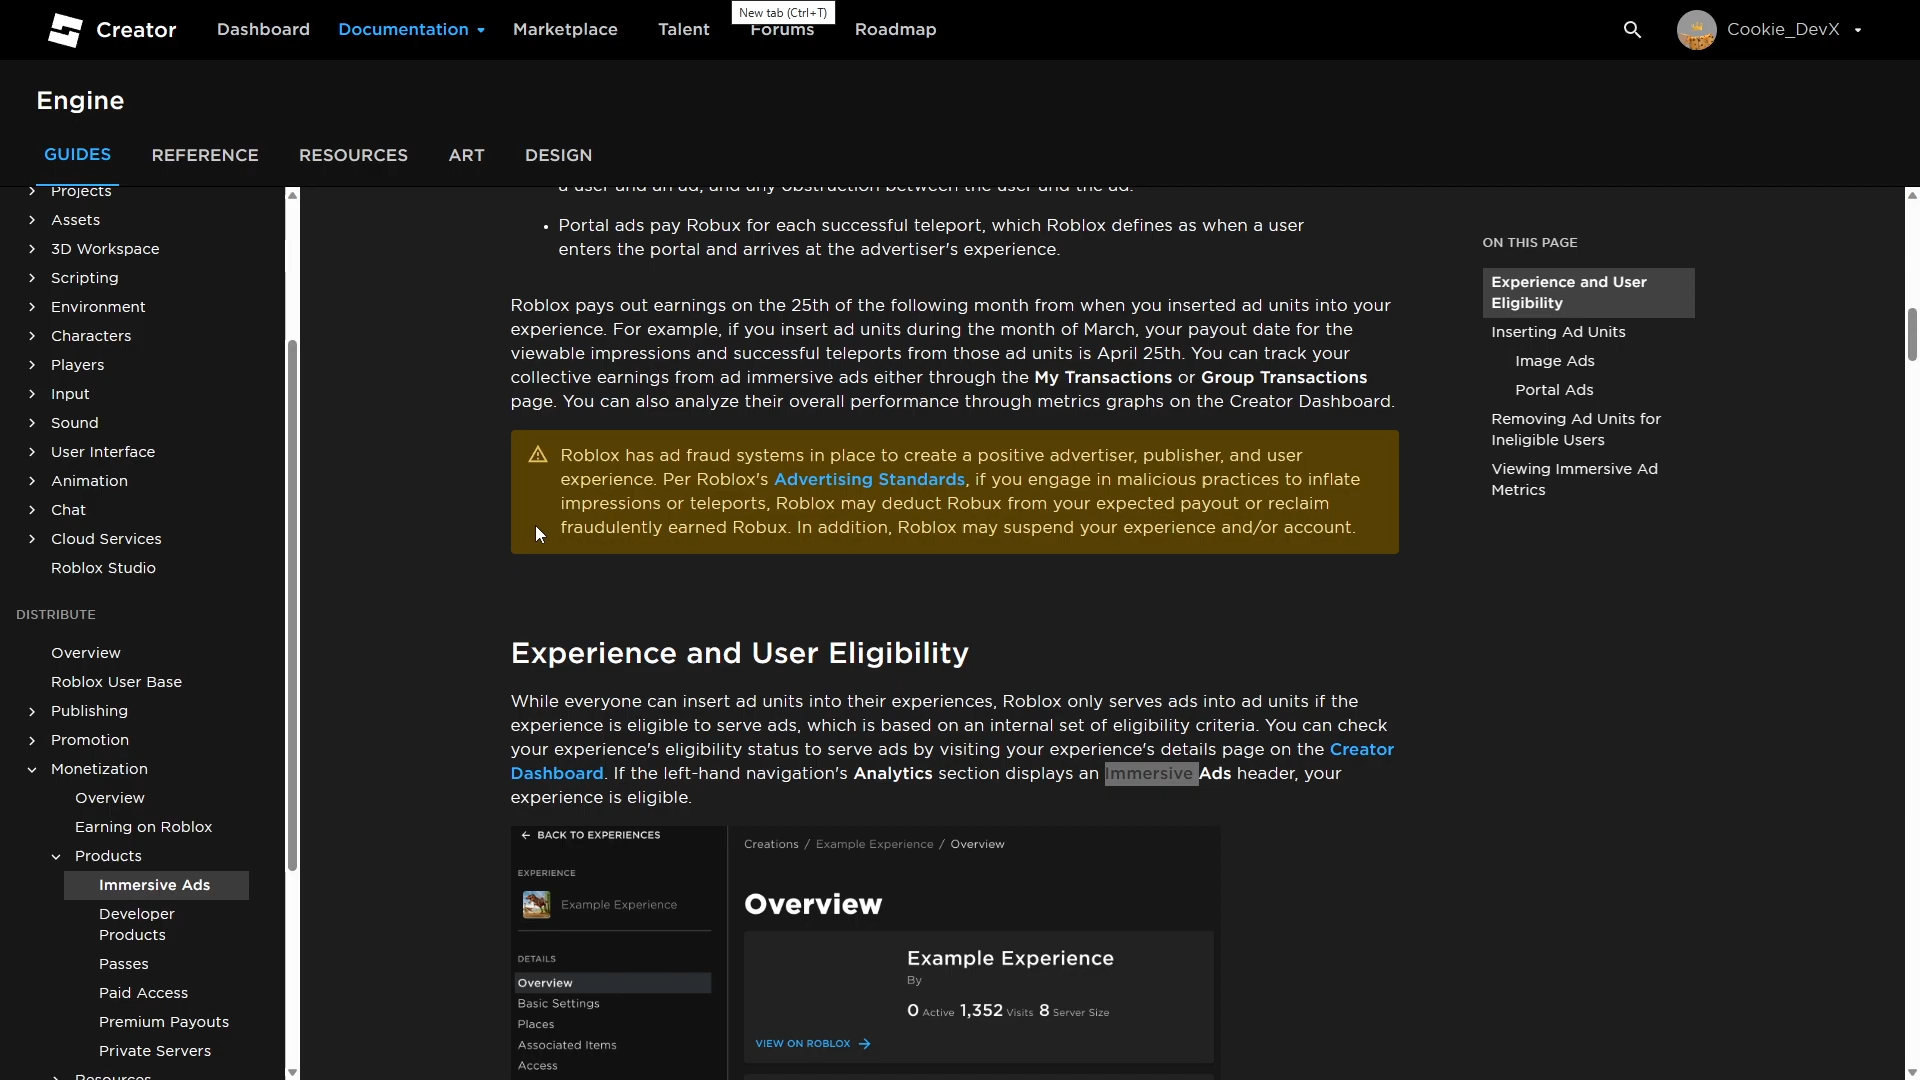 New tab (Ctrl+T)
Creator
Dashboard
Documentation
Marketplace
Talent
Forums
Roadmap
Cookie_DevX
Engine
GUIDES
REFERENCE
RESOURCES
ART
DESIGN
Projects
Assets
3D Workspace
Scripting
Environment
Characters
Players
Input
Sound
User Interface
Animation
Chat
Cloud Services
Roblox Studio
DISTRIBUTE
Overview
Roblox User Base
Publishing
Promotion
Monetization
Overview
Earning on Roblox
Products
Immersive Ads
Developer
Products
Passes
Paid Access
Premium Payouts
Private Servers
Resources
a user and an ad, and any obstruction between the user and the ad.
• Portal ads pay Robux for each successful teleport, which Roblox defines as when a user
enters the portal and arrives at the advertiser's experience.
Roblox pays out earnings on the 25th of the following month from when you inserted ad units into your
experience. For example, if you insert ad units during the month of March, your payout date for the
viewable impressions and successful teleports from those ad units is April 25th. You can track your
collective earnings from ad immersive ads either through the My Transactions or Group Transactions
page. You can also analyze their overall performance through metrics graphs on the Creator Dashboard.
Roblox has ad fraud systems in place to create a positive advertiser, publisher, and user
experience. Per Roblox's Advertising Standards, if you engage in malicious practices to inflate
impressions or teleports, Roblox may deduct Robux from your expected payout or reclaim
fraudulently earned Robux. In addition, Roblox may suspend your experience and/or account.
Experience and User Eligibility
While everyone can insert ad units into their experiences, Roblox only serves ads into ad units if the
experience is eligible to serve ads, which is based on an internal set of eligibility criteria. You can check
your experience's eligibility status to serve ads by visiting your experience's details page on the Creator
Dashboard. If the left-hand navigation's Analytics section displays an Immersive Ads header, your
experience is eligible.
← BACK TO EXPERIENCES
EXPERIENCE
Example Experience
DETAILS
Overview
Basic Settings
Places
Associated Items
Access
Creations / Example Experience / Overview
Overview
Example Experience
By
0 Active 1,352 Visits 8 Server Size
VIEW ON ROBLOX →
ON THIS PAGE
Experience and User
Eligibility
Inserting Ad Units
Image Ads
Portal Ads
Removing Ad Units for
Ineligible Users
Viewing Immersive Ad
Metrics